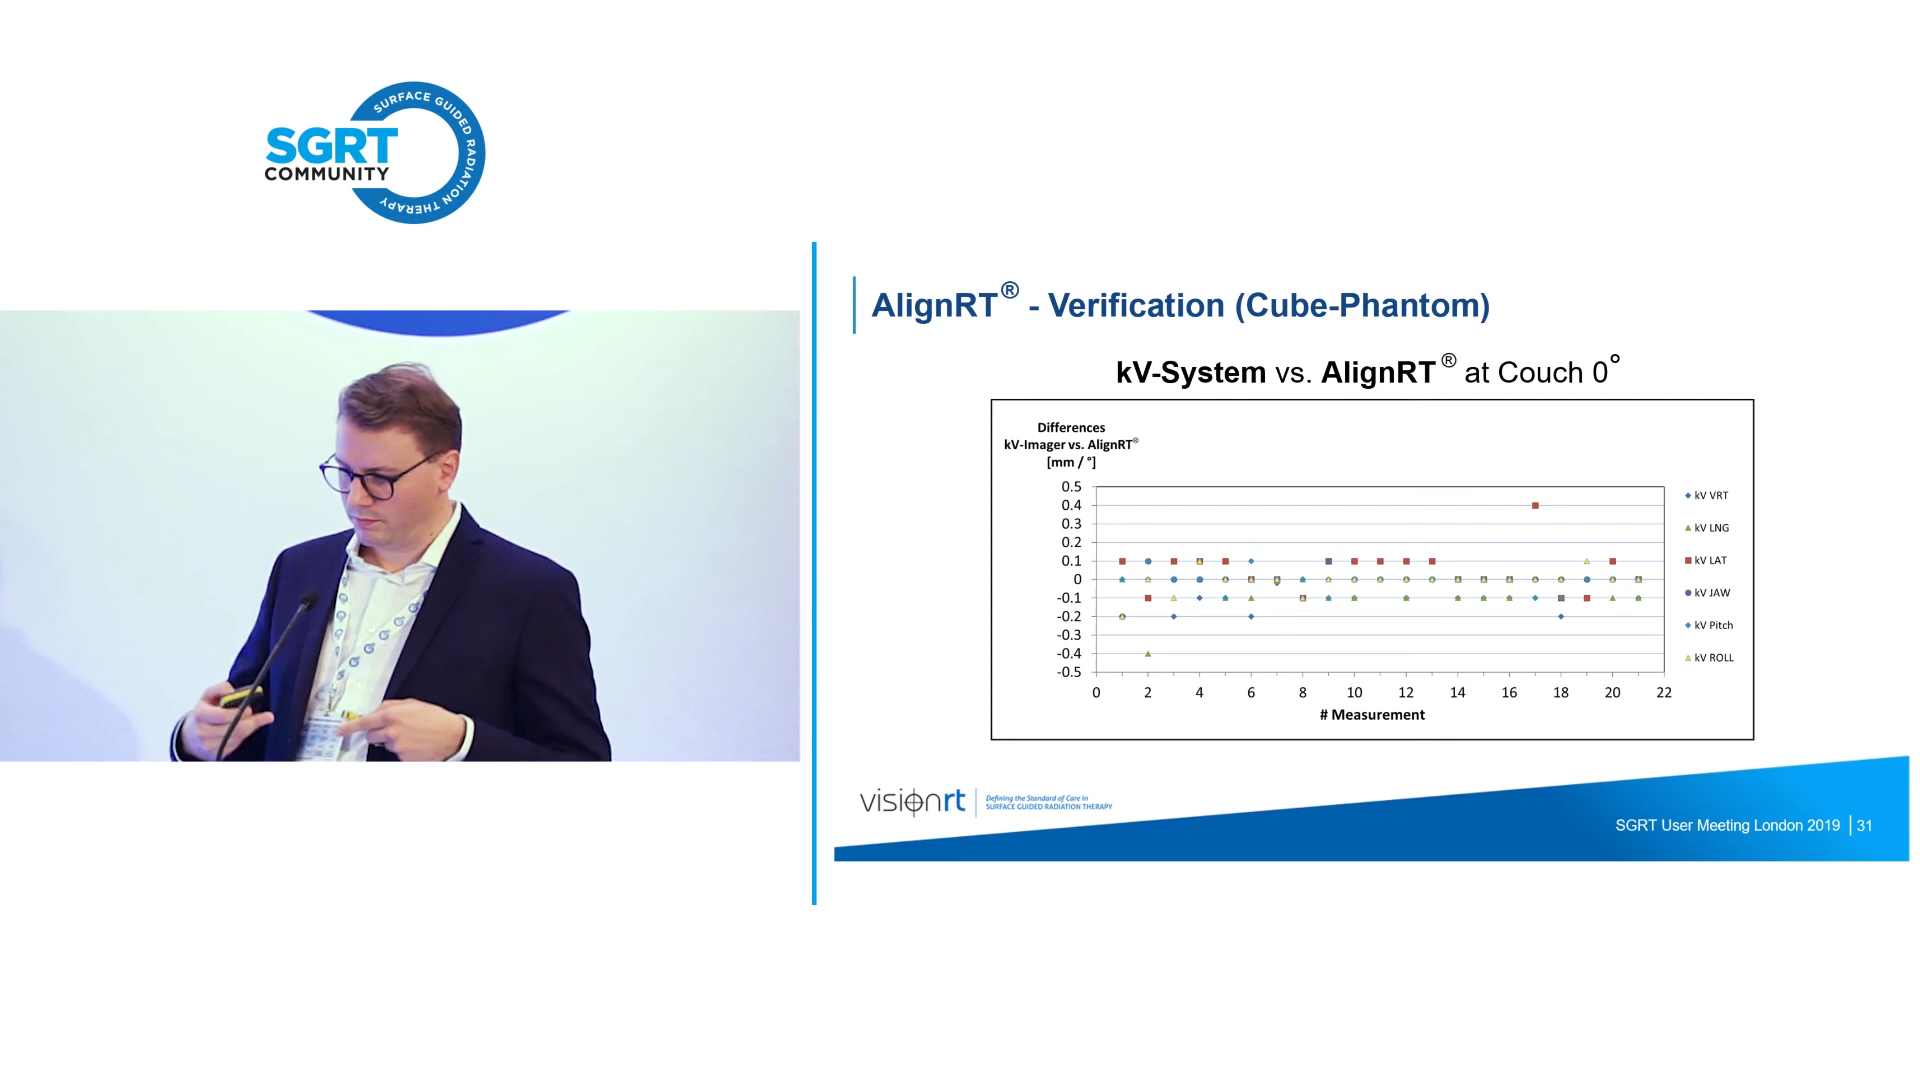 SURFACE GUIDED RADIATION THERAPY
SGRT
COMMUNITY
AlignRT® - Verification (Cube-Phantom)
kV-System vs. AlignRT® at Couch 0°
Differences
kV-Imager vs. AlignRT®
[mm / °]
0.5
0.4
0.3
0.2
0.1
0
-0.1
-0.2
-0.3
-0.4
-0.5
0 2 4 6 8 10 12 14 16 18 20 22
# Measurement
kV VRT
kV LNG
kV LAT
kV JAW
kV Pitch
kV ROLL
visionrt
Defining the Standard of Care in
SURFACE GUIDED RADIATION THERAPY
SGRT User Meeting London 2019 | 31